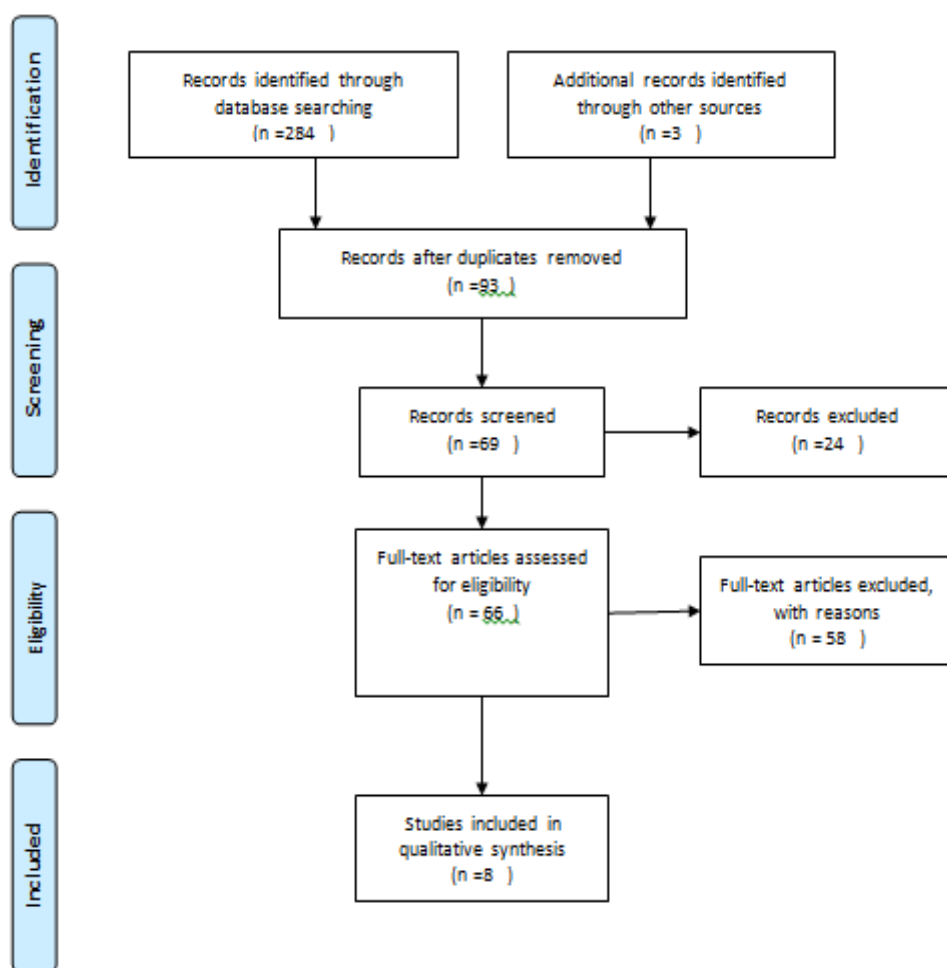 Identification
Records identified through
database searching
(n =284 )
Additional records identified
through other sources
(n =3 )
Records after duplicates removed
(n =93 )
Screening
Records screened
(n =69 )
Records excluded
(n =24 )
Eligibility
Full-text articles assessed
for eligibility
(n = 66 )
Full-text articles excluded,
with reasons
(n = 58 )
Included
Studies included in
qualitative synthesis
(n =8 )